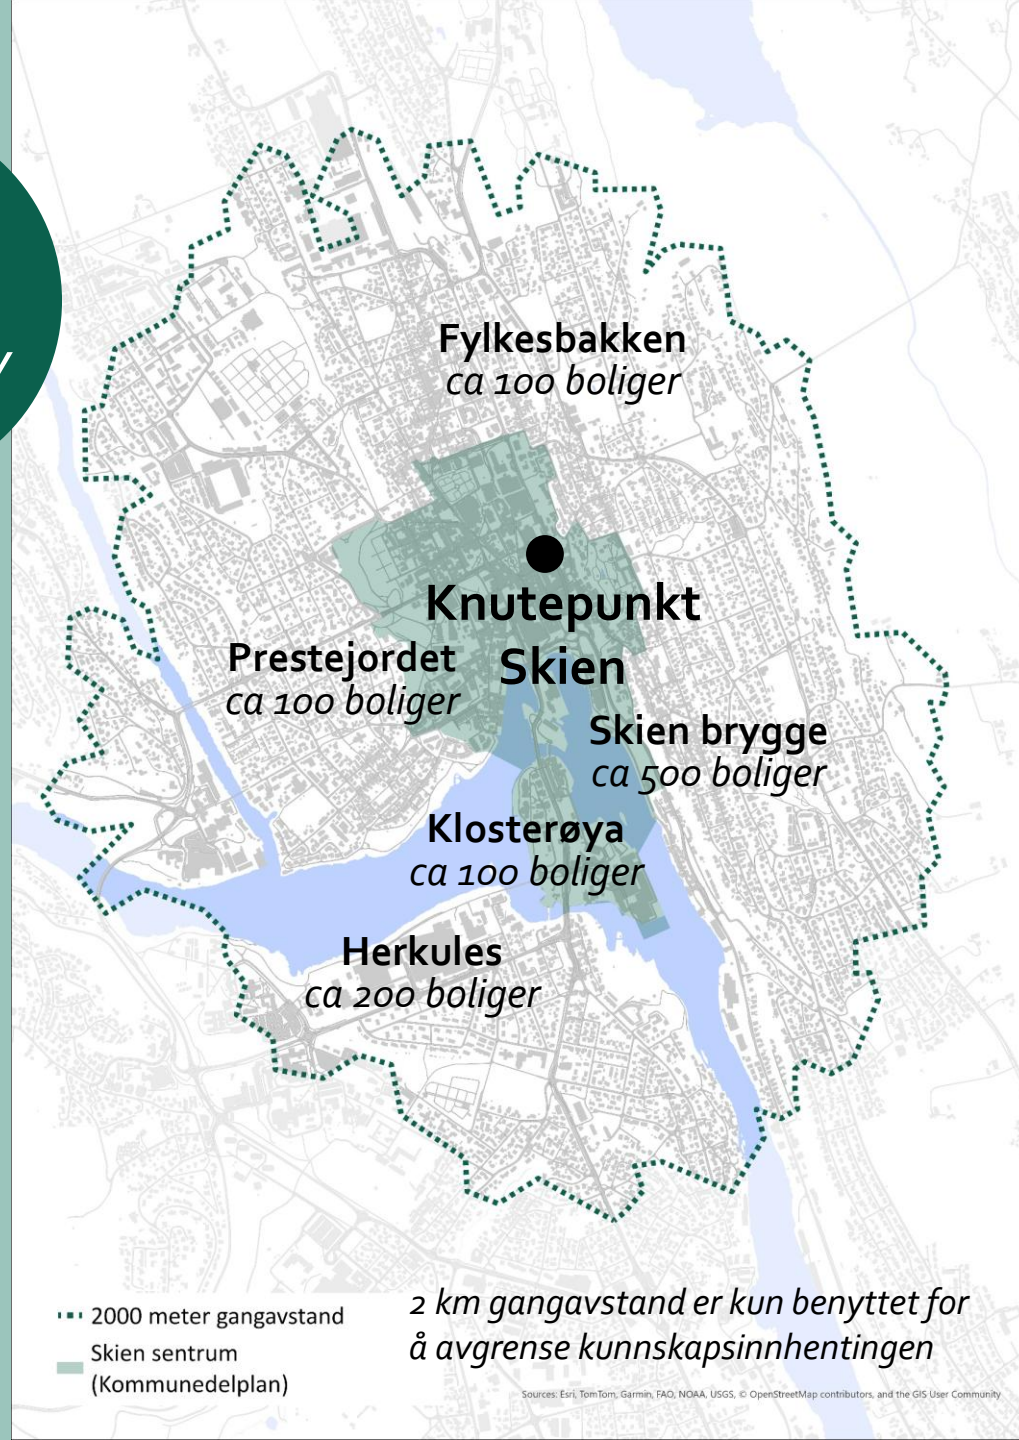 Fylkesbakken
ca 100 boliger
Knutepunkt
Skien
Prestejordet
ca 100 boliger
Skien brygge
ca 500 boliger
Klosterøya
ca 100 boliger
Herkules
ca 200 boliger
2000 meter gangavstand
Skien sentrum
(Kommunedelplan)
2 km gangavstand er kun benyttet for
å avgrense kunnskapsinnhentingen
Sources: Esri, TomTom, Garmin, FAO, NOAA, USGS, © OpenStreetMap contributors, and the GIS User Community